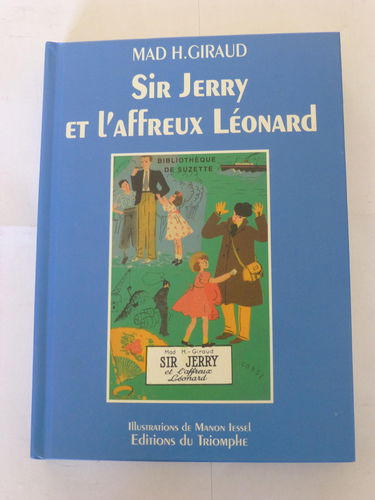 MAD H.GIRAUD
SIR JERRY
ET L'AFFREUX LÉONARD
BIBLIOTHÈQUE
DE SUZETTE
Mad H.-Giraud
SIR JERRY
et l'affreux
Léonard
Illustrations de MANON IESSEL
Editions du Triomphe